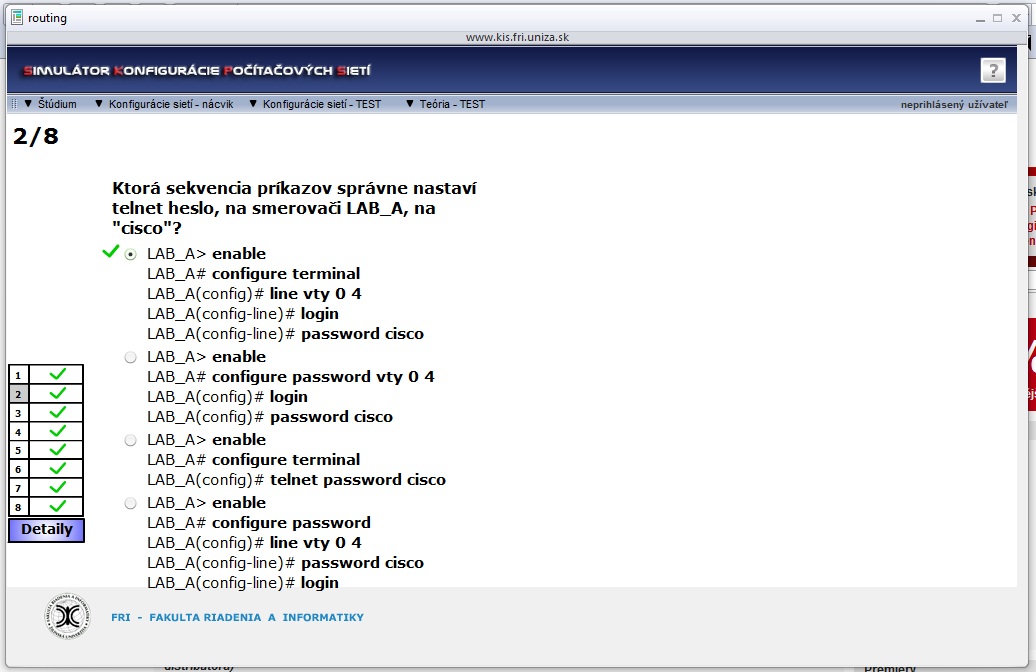 routing
www.kis.fri.uniza.sk
SIMULÁTOR KONFIGURÁCIE POČÍTAČOVÝCH SIETÍ
?
▼ Štúdium ▼ Konfigurácie sietí - nácvik ▼ Konfigurácie sietí - TEST ▼ Teória - TEST neprihlásený užívateľ
2/8
Ktorá sekvencia príkazov správne nastaví
telnet heslo, na smerovači LAB_A, na
"cisco"?
LAB_A> enable
LAB_A# configure terminal
LAB_A(config)# line vty 0 4
LAB_A(config-line)# login
LAB_A(config-line)# password cisco
LAB_A> enable
LAB_A# configure password vty 0 4
LAB_A(config)# login
LAB_A(config)# password cisco
LAB_A> enable
LAB_A# configure terminal
LAB_A(config)# telnet password cisco
LAB_A> enable
LAB_A# configure password
LAB_A(config)# line vty 0 4
LAB_A(config-line)# password cisco
LAB_A(config-line)# login
1
2
3
4
5
6
7
8
Detaily
FRI - FAKULTA RIADENIA A INFORMATIKY
distribútora)
Premiéry